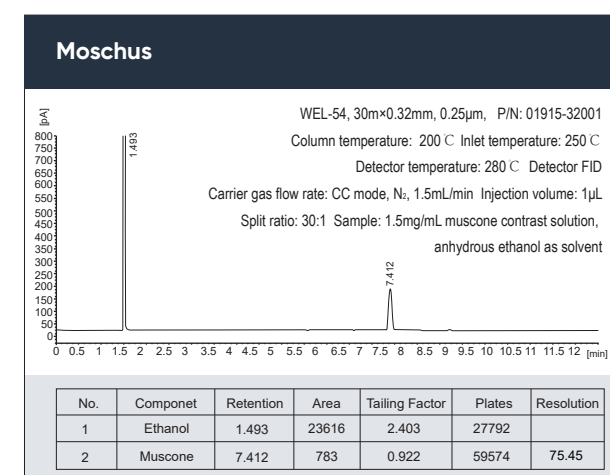 Moschus
[pA]
WEL-54, 30m×0.32mm, 0.25μm, P/N: 01915-32001
Column temperature: 200℃ Inlet temperature: 250℃
Detector temperature: 280℃ Detector FID
Carrier gas flow rate: CC mode, N₂, 1.5mL/min Injection volume: 1μL
Split ratio: 30:1 Sample: 1.5mg/mL muscone contrast solution,
anhydrous ethanol as solvent
800
750
700
650
600
550
500
450
400
350
300
250
200
150
100
50
0
1.493
7.412
0 0.5 1 1.5 2 2.5 3 3.5 4 4.5 5 5.5 6 6.5 7 7.5 8 8.5 9 9.5 10 10.5 11 11.5 12 [min]
No. Componet Retention Area Tailing Factor Plates Resolution
1 Ethanol 1.493 23616 2.403 27792
2 Muscone 7.412 783 0.922 59574 75.45